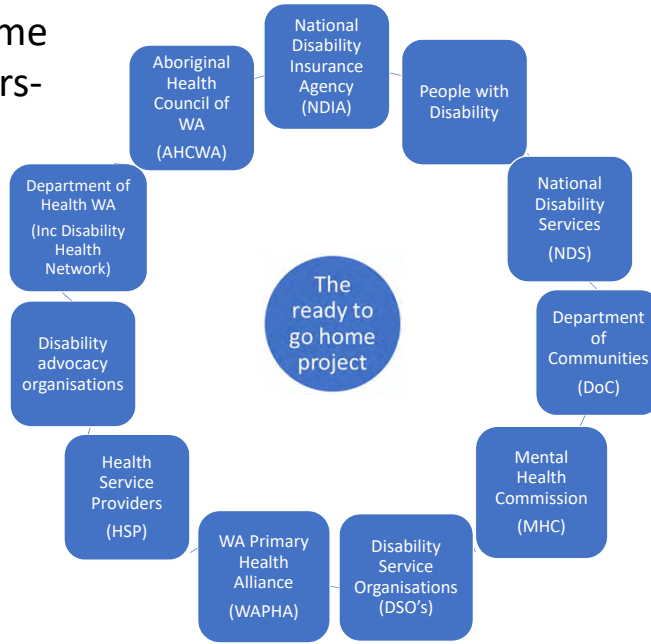 me
rs-
National
Disability
Insurance
Agency
(NDIA)
People with
Disability
National
Disability
Services
(NDS)
Department
of
Communities
(DoC)
Mental
Health
Commission
(MHC)
Disability
Service
Organisations
(DSO's)
WA Primary
Health
Alliance
(WAPHA)
Health
Service
Providers
(HSP)
Disability
advocacy
organisations
Department of
Health WA
(Inc Disability
Health
Network)
Aboriginal
Health
Council of
WA
(AHCWA)
The
ready to
go home
project